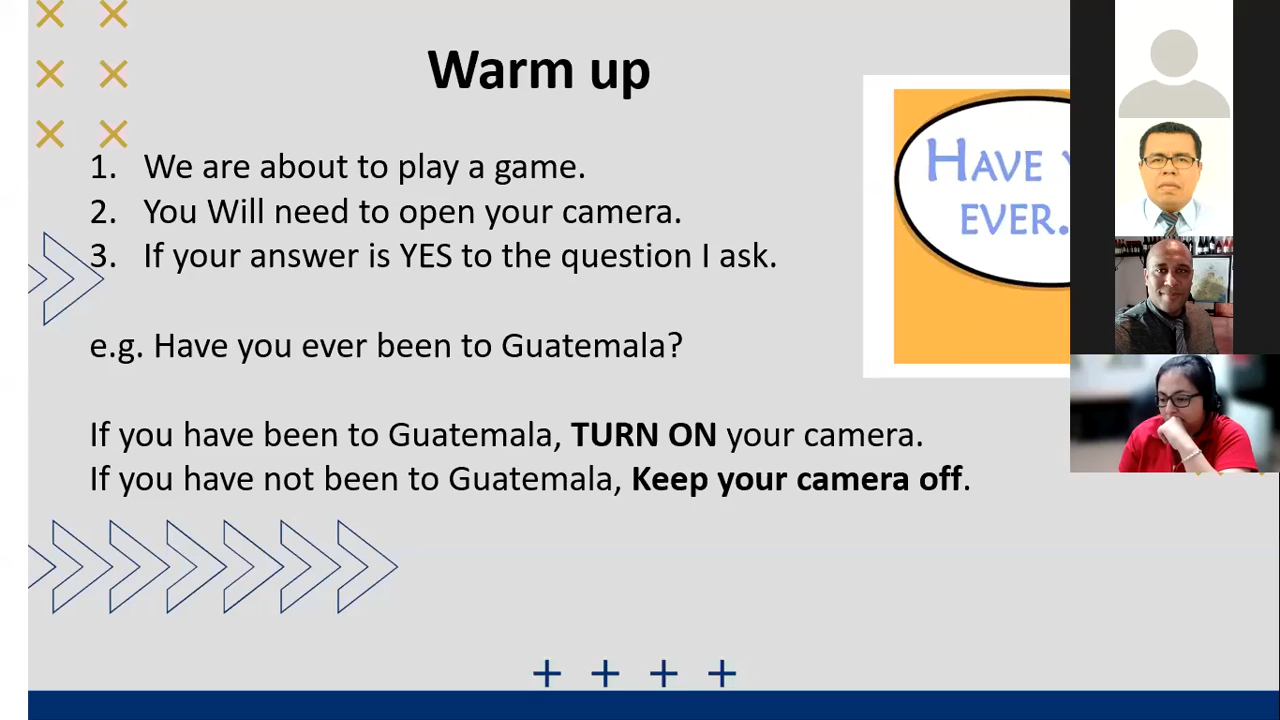 Warm up
1. We are about to play a game.
2. You Will need to open your camera.
3. If your answer is YES to the question I ask.
e.g. Have you ever been to Guatemala?
If you have been to Guatemala, TURN ON your camera.
If you have not been to Guatemala, Keep your camera off.
HAVE
EVER.